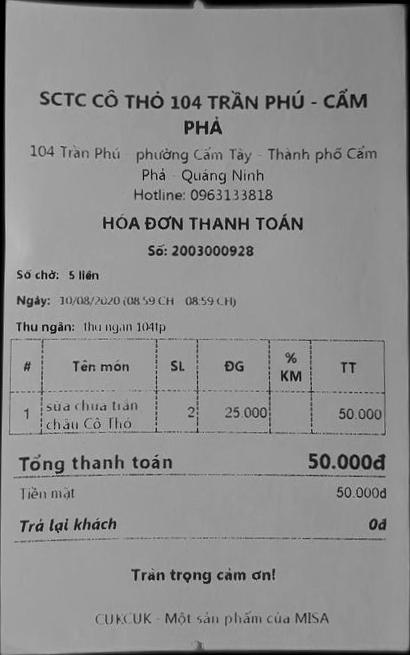 SCTC CÔ THỎ 104 TRẦN PHÚ - CẨM
PHẢ
104 Trần Phú - phường Cẩm Tây - Thành phố Cẩm
Phả - Quảng Ninh
Hotline: 0963133818
HÓA ĐƠN THANH TOÁN
Số: 2003000928
Số chờ: 5 liên
Ngày: 10/08/2020 (08:59 CH - 08:59 CH)
Thu ngân: thu ngan 104tp
# Tên món SL ĐG % KM TT
1 sữa chua trân 2 25.000 50.000
châu Cô Thỏ
Tổng thanh toán 50.000đ
Tiền mặt 50.000đ
Trả lại khách 0đ
Trân trọng cảm ơn!
CUKCUK - Một sản phẩm của MISA